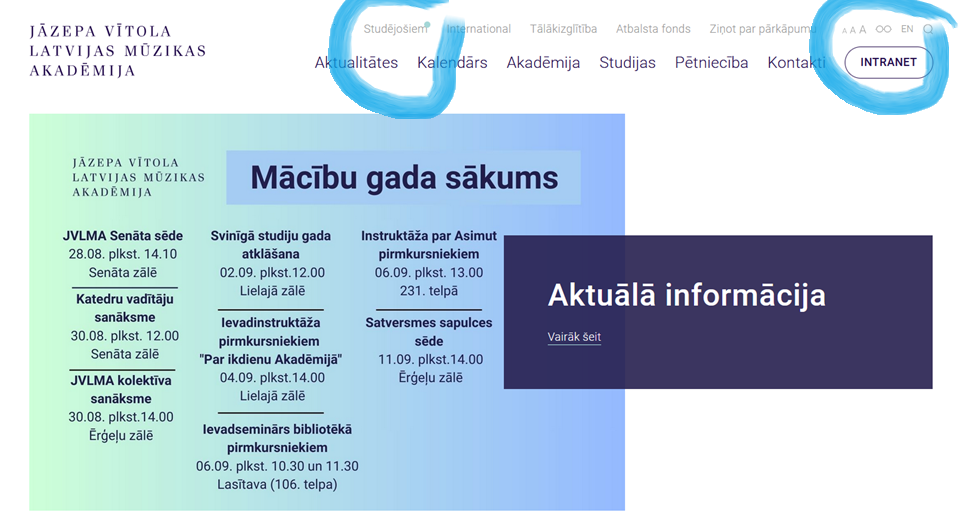 JĀZEPA VĪTOLA
LATVIJAS MŪZIKAS
AKADĒMIJA
Studējošiem International Tālākizglītība Atbalsta fonds Ziņot par pārkāpumu A A A EN
Aktualitātes Kalendārs Akadēmija Studijas Pētniecība Kontakti INTRANET
JĀZEPA VĪTOLA
LATVIJAS MŪZIKAS
AKADĒMIJA
Mācību gada sākums
JVLMA Senāta sēde
28.08. plkst. 14.10
Senāta zālē
Katedru vadītāju
sanāksme
30.08. plkst. 12.00
Senāta zālē
JVLMA kolektīva
sanāksme
30.08. plkst.14.00
Ērģeļu zālē
Svinīgā studiju gada
atklāšana
02.09. plkst.12.00
Lielajā zālē
Ievadinstruktāža
pirmkursniekiem
"Par ikdienu Akadēmijā"
04.09. plkst.14.00
Lielajā zālē
Ievadseminārs bibliotēkā
pirmkursniekiem
06.09. plkst. 10.30 un 11.30
Lasītava (106. telpa)
Instruktāža par Asimut
pirmkursniekiem
06.09. plkst. 13.00
231. telpā
Satversmes sapulces
sēde
11.09. plkst.14.00
Ērģeļu zālē
Aktuālā informācija
Vairāk šeit